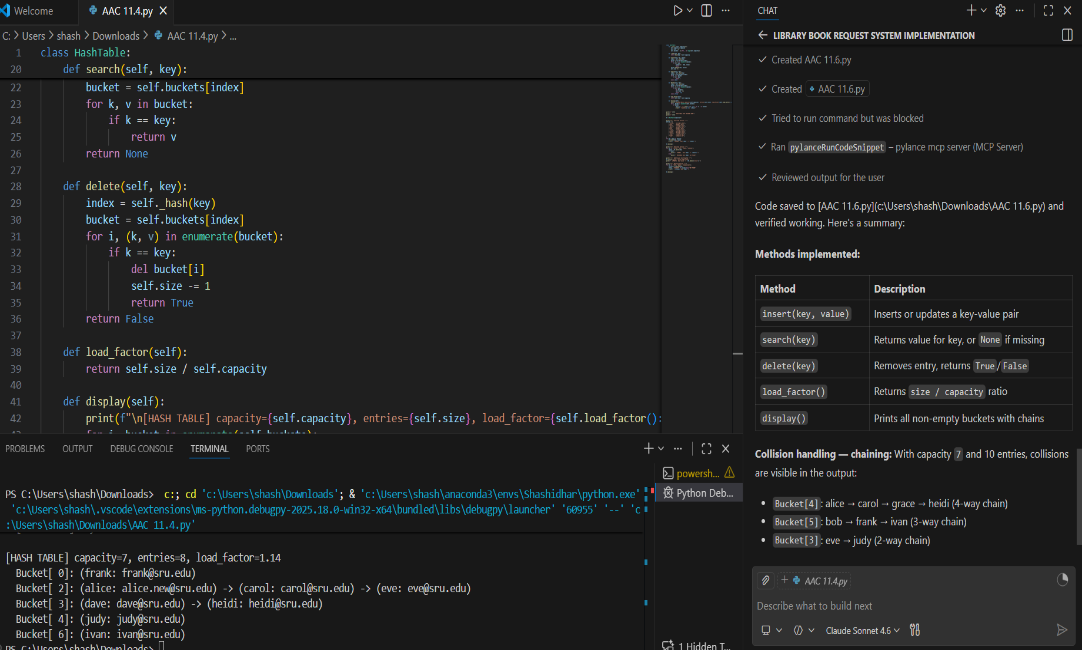 Welcome
AAC 11.4.py
C: > Users > shash > Downloads > AAC 11.4.py > ...
1 class HashTable:
20 def search(self, key):
22 bucket = self.buckets[index]
23 for k, v in bucket:
24 if k == key:
25 return v
26 return None
27
28 def delete(self, key):
29 index = self._hash(key)
30 bucket = self.buckets[index]
31 for i, (k, v) in enumerate(bucket):
32 if k == key:
33 del bucket[i]
34 self.size -= 1
35 return True
36 return False
37
38 def load_factor(self):
39 return self.size / self.capacity
40
41 def display(self):
42 print(f"\n[HASH TABLE] capacity={self.capacity}, entries={self.size}, load_factor={self.load_factor():
PROBLEMS OUTPUT DEBUG CONSOLE TERMINAL PORTS
PS C:\Users\shash\Downloads> c:; cd 'c:\Users\shash\Downloads'; & 'c:\Users\shash\anaconda3\envs\Shashidhar\python.exe'
'c:\Users\shash\.vscode\extensions\ms-python.debugpy-2025.18.0-win32-x64\bundled\libs\debugpy\launcher' '60955' '--' 'c
:\Users\shash\Downloads\AAC 11.4.py'
[HASH TABLE] capacity=7, entries=8, load_factor=1.14
Bucket[ 0]: (frank: frank@sru.edu)
Bucket[ 2]: (alice: alice.new@sru.edu) -> (carol: carol@sru.edu) -> (eve: eve@sru.edu)
Bucket[ 3]: (dave: dave@sru.edu) -> (heidi: heidi@sru.edu)
Bucket[ 4]: (judy: judy@sru.edu)
Bucket[ 6]: (ivan: ivan@sru.edu)
PS C:\Users\shash\Downloads>
powersh...
Python Deb...
1 Hidden T...
CHAT
LIBRARY BOOK REQUEST SYSTEM IMPLEMENTATION
Created AAC 11.6.py
Created AAC 11.6.py
Tried to run command but was blocked
Ran pylanceRunCodeSnippet – pylance mcp server (MCP Server)
Reviewed output for the user
Code saved to [AAC 11.6.py](c:\Users\shash\Downloads\AAC 11.6.py) and
verified working. Here's a summary:
Methods implemented:
Method Description
insert(key, value) Inserts or updates a key-value pair
search(key) Returns value for key, or None if missing
delete(key) Removes entry, returns True/False
load_factor() Returns size / capacity ratio
display() Prints all non-empty buckets with chains
Collision handling — chaining: With capacity 7 and 10 entries, collisions
are visible in the output:
• Bucket[4]: alice → carol → grace → heidi (4-way chain)
• Bucket[5]: bob → frank → ivan (3-way chain)
• Bucket[3]: eve → judy (2-way chain)
AAC 11.4.py
Describe what to build next
Claude Sonnet 4.6